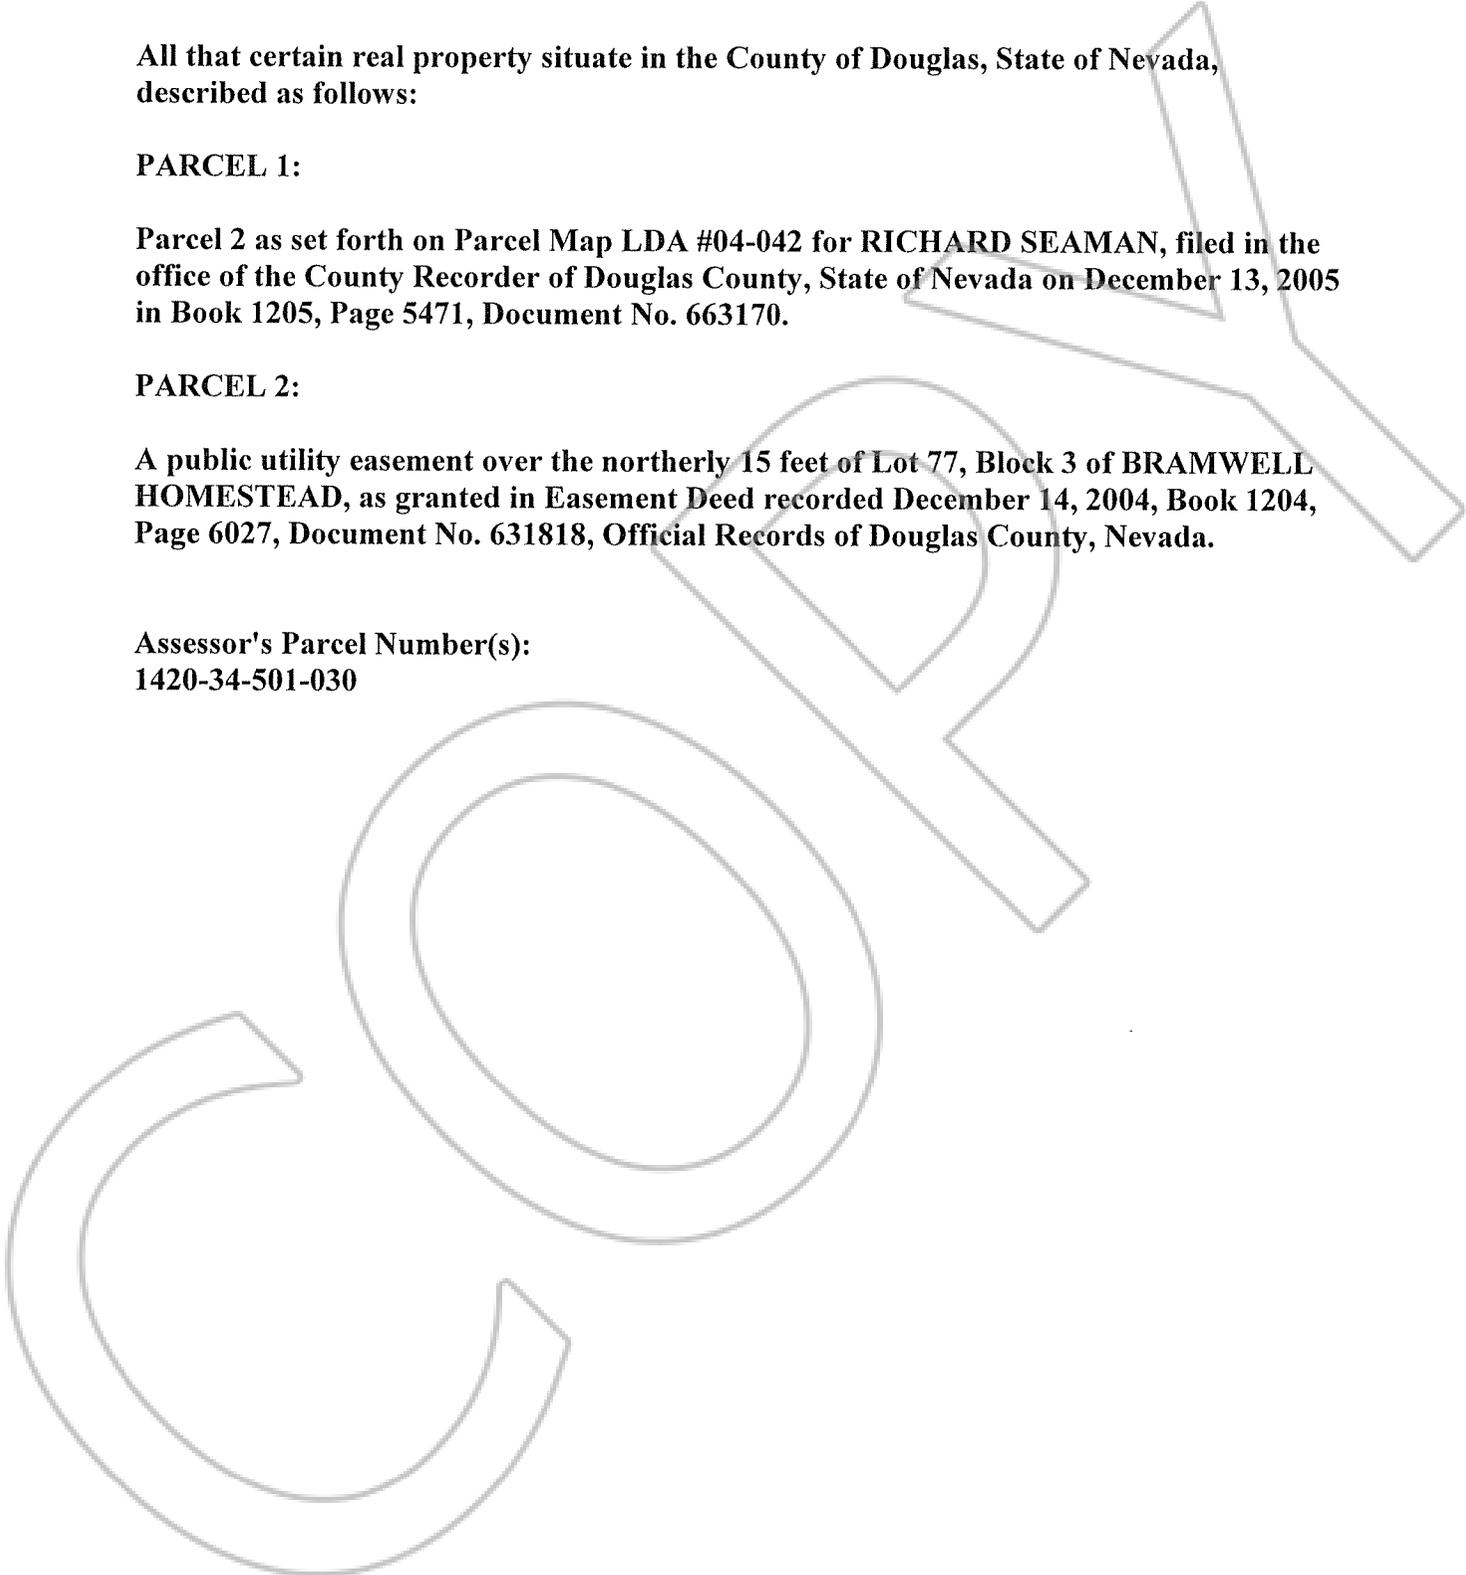 All that certain real property situate in the County of Douglas, State of Nevada,
described as follows:
PARCEL 1:
Parcel 2 as set forth on Parcel Map LDA #04-042 for RICHARD SEAMAN, filed in the
office of the County Recorder of Douglas County, State of Nevada on December 13, 2005
in Book 1205, Page 5471, Document No. 663170.
PARCEL 2:
A public utility easement over the northerly 15 feet of Lot 77, Block 3 of BRAMWELL
HOMESTEAD, as granted in Easement Deed recorded December 14, 2004, Book 1204,
Page 6027, Document No. 631818, Official Records of Douglas County, Nevada.
Assessor's Parcel Number(s):
1420-34-501-030
COPY